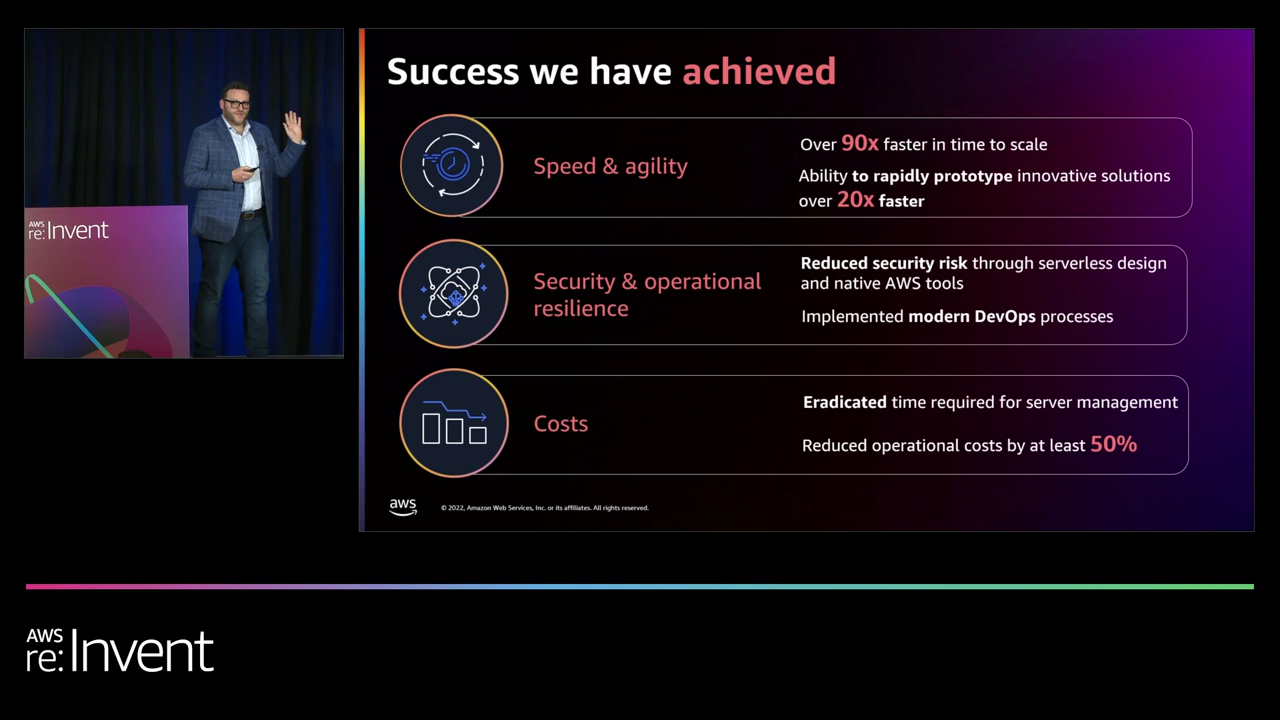 AWS
re:Invent
Success we have achieved
Speed & agility
Over 90x faster in time to scale
Ability to rapidly prototype innovative solutions
over 20x faster
Security & operational
resilience
Reduced security risk through serverless design
and native AWS tools
Implemented modern DevOps processes
Costs
Eradicated time required for server management
Reduced operational costs by at least 50%
aws
© 2022, Amazon Web Services, Inc. or its affiliates. All rights reserved.
AWS
re:Invent